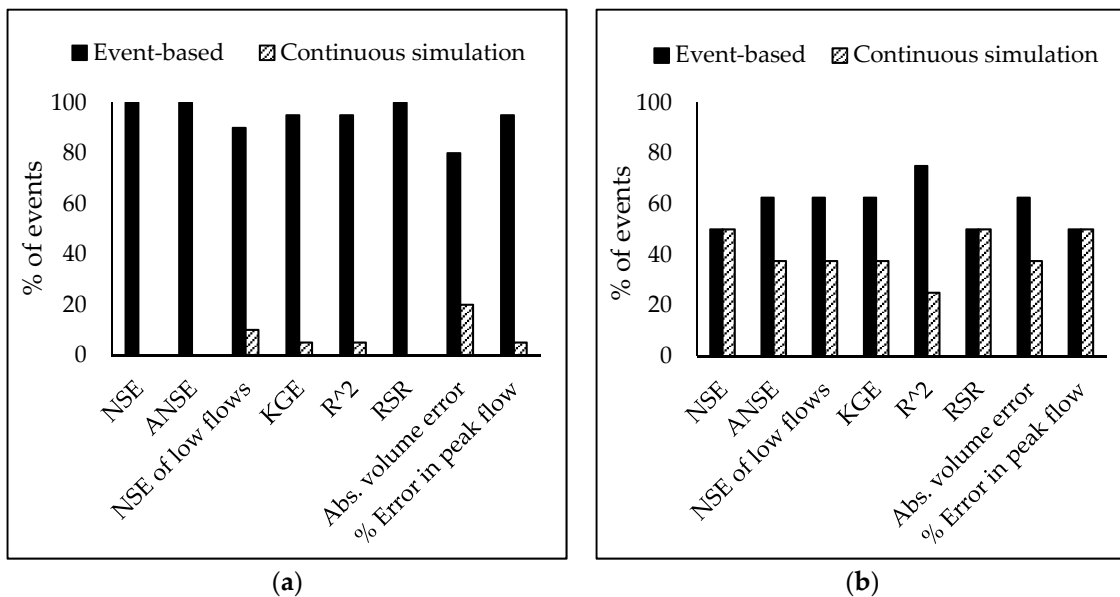 Event-based Continuous simulation
100
80
60
40
20
0
% of events
NSE
ANSE
NSE of low flows
KGE
R^2
RSR
Abs. volume error
% Error in peak flow
(a)
Event-based Continuous simulation
100
80
60
40
20
0
% of events
NSE
ANSE
NSE of low flows
KGE
R^2
RSR
Abs. volume error
% Error in peak flow
(b)